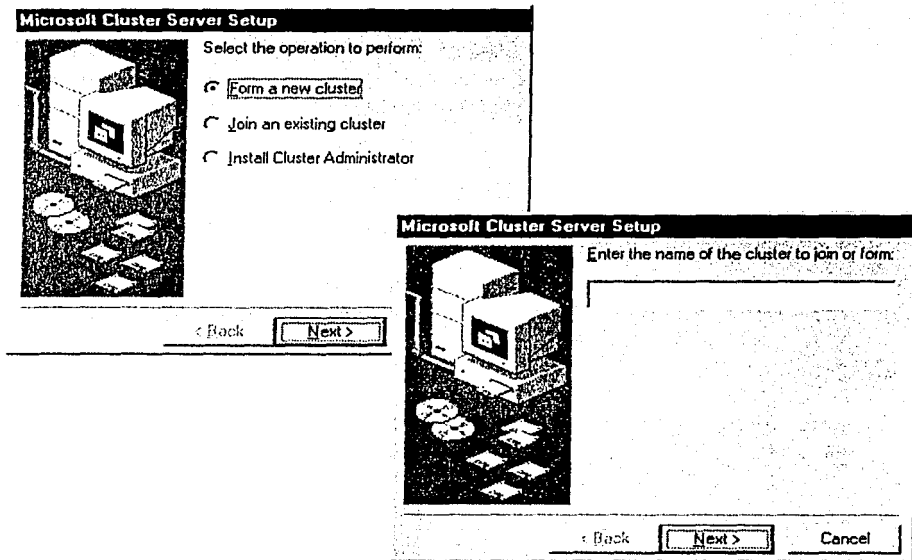 Microsoft Cluster Server Setup
Select the operation to perform:
Form a new cluster
Join an existing cluster
Install Cluster Administrator
< Back
Next >
Microsoft Cluster Server Setup
Enter the name of the cluster to join or form:
< Back
Next >
Cancel